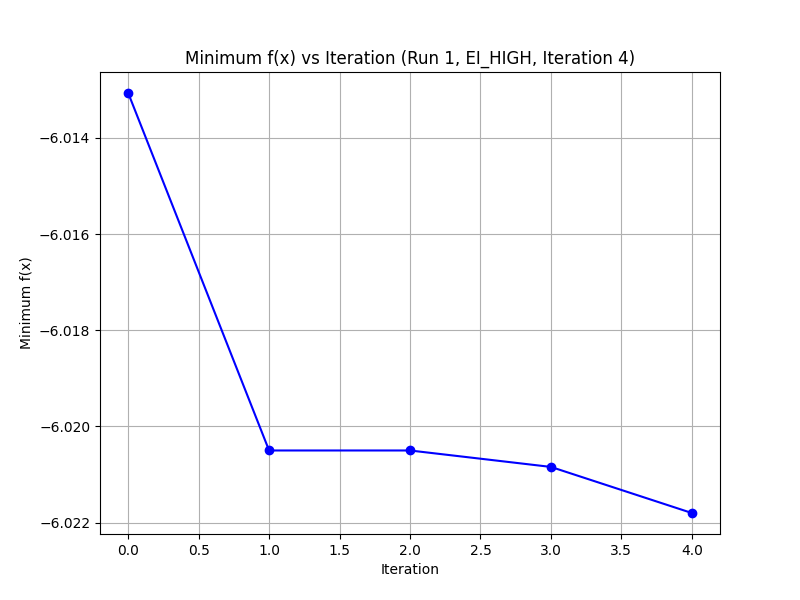 Minimum f(x) vs Iteration (Run 1, EI_HIGH, Iteration 4)
Minimum f(x)
−6.014
−6.016
−6.018
−6.020
−6.022
0.0 0.5 1.0 1.5 2.0 2.5 3.0 3.5 4.0
Iteration